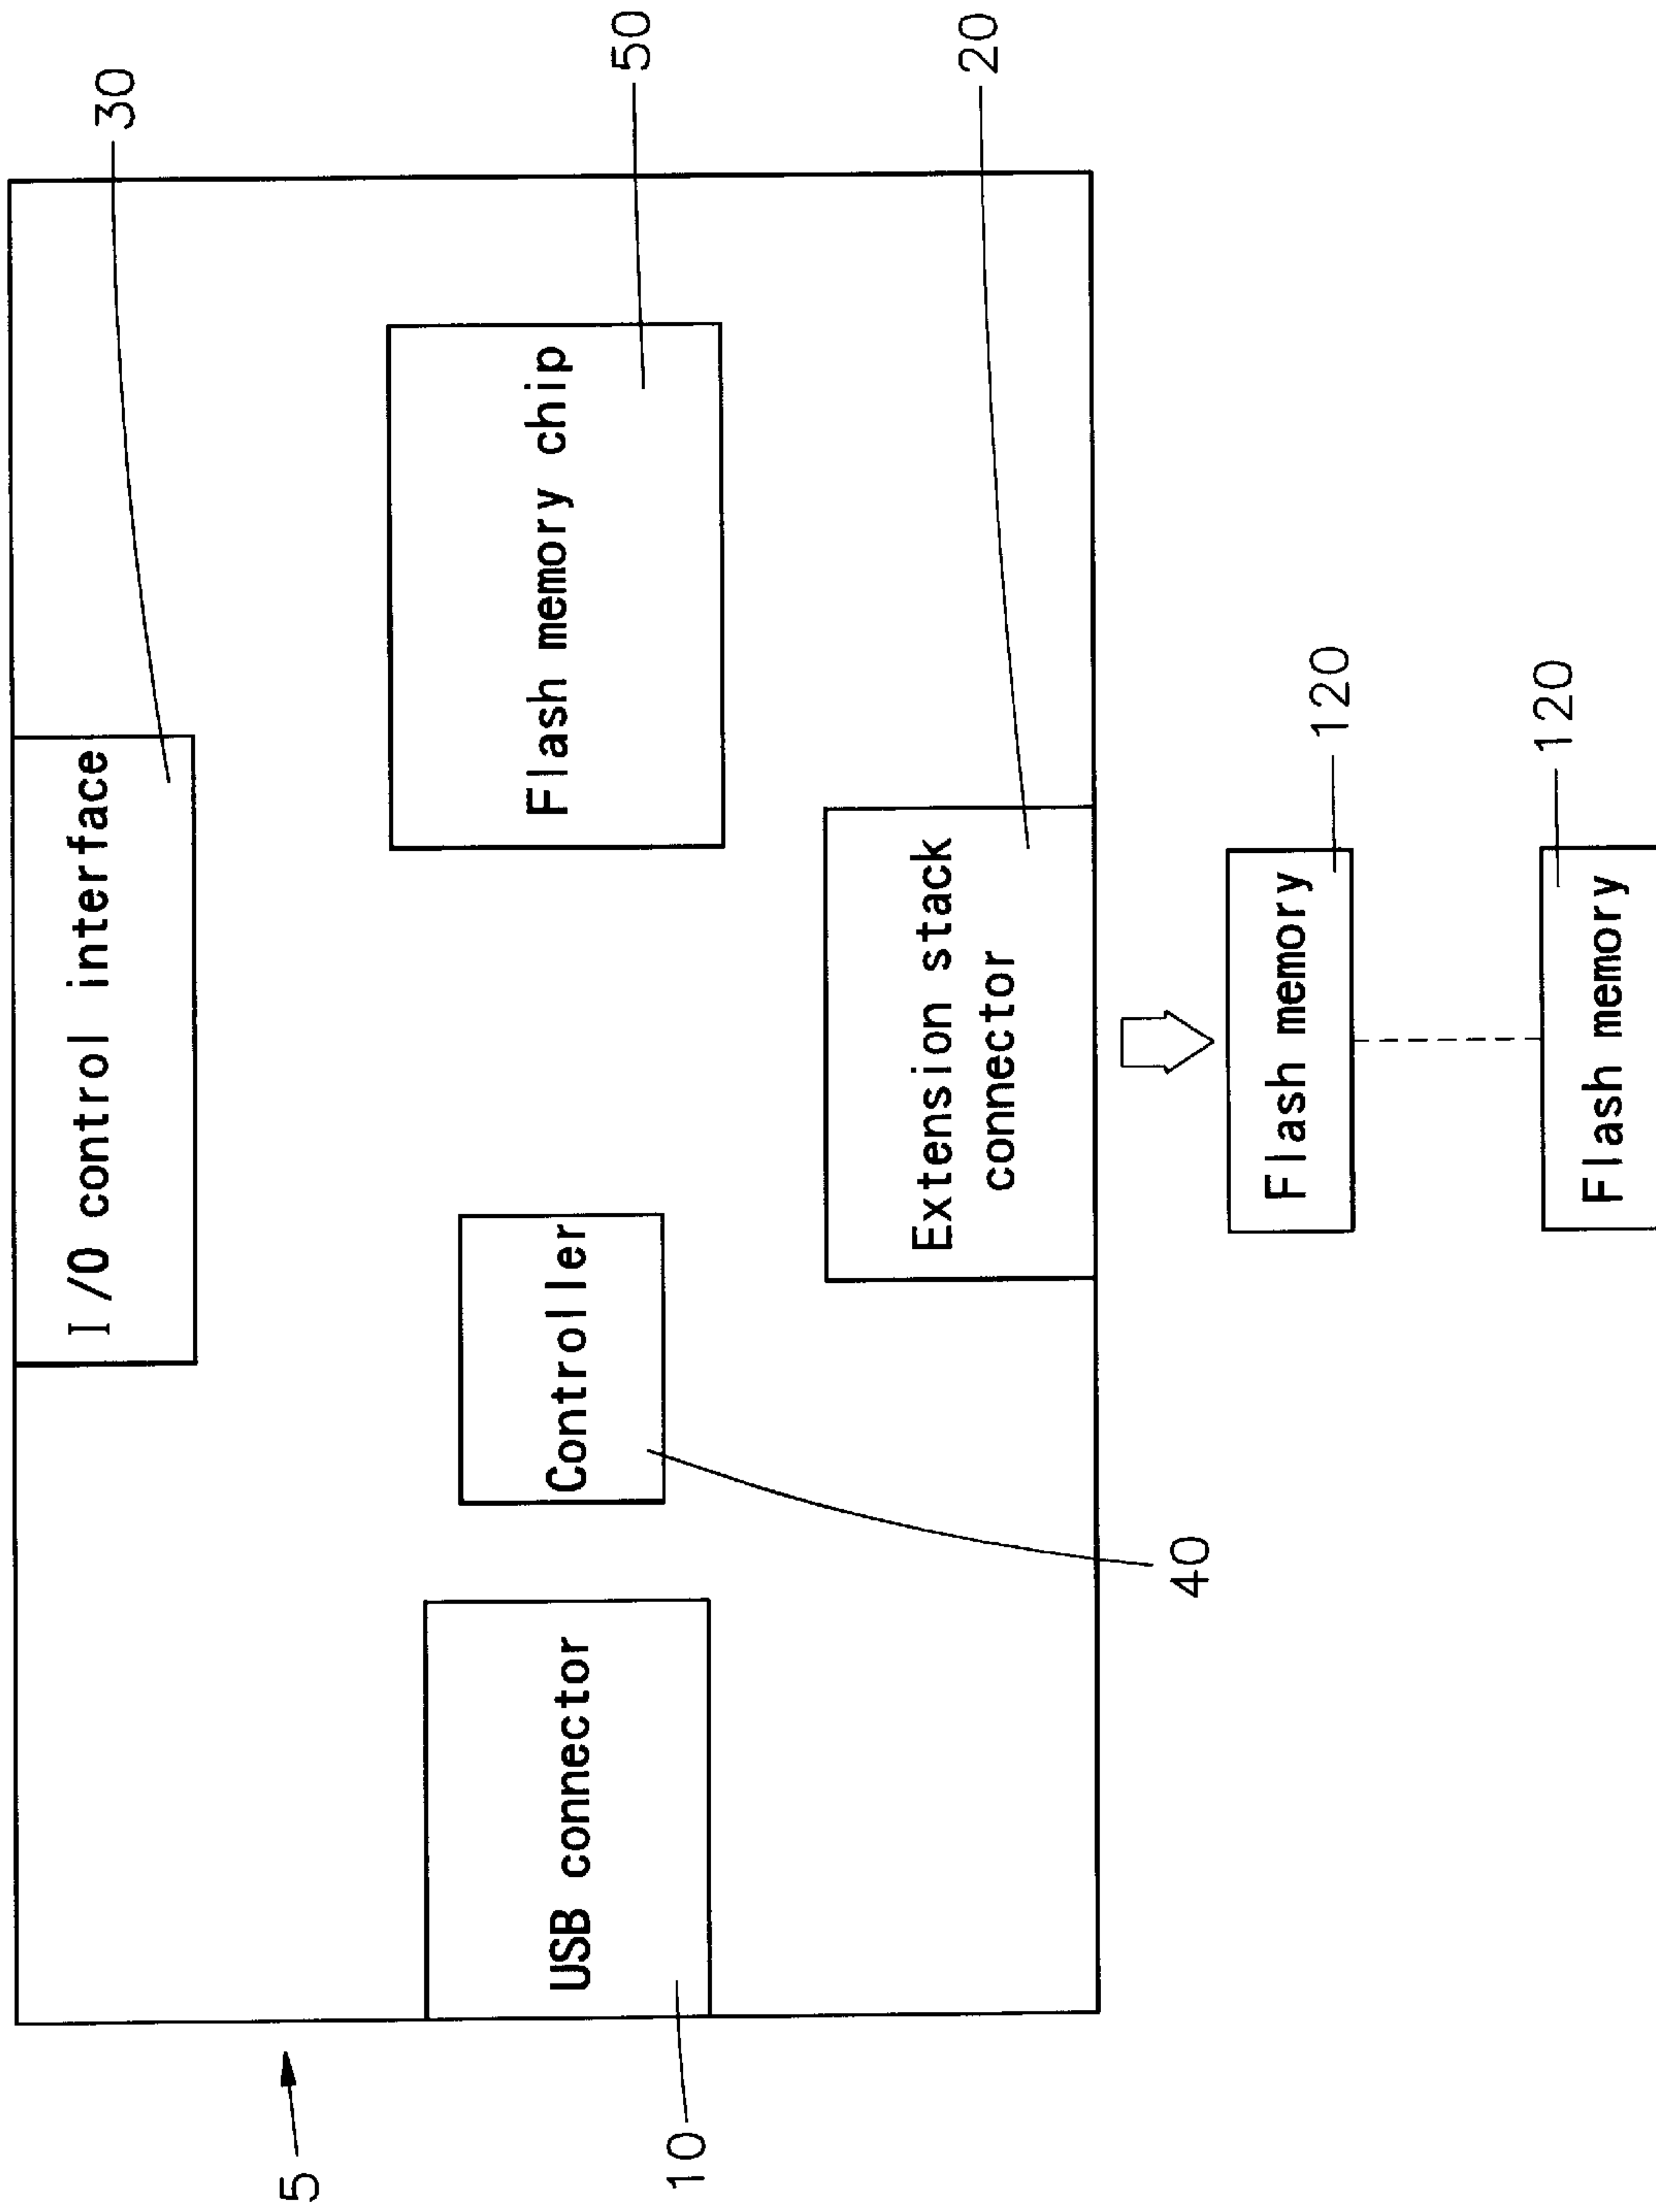 30
I/O control interface
50
Flash memory chip
Controller
USB connector
5
10
Extension stack
connector
20
40
Flash memory
120
Flash memory
120